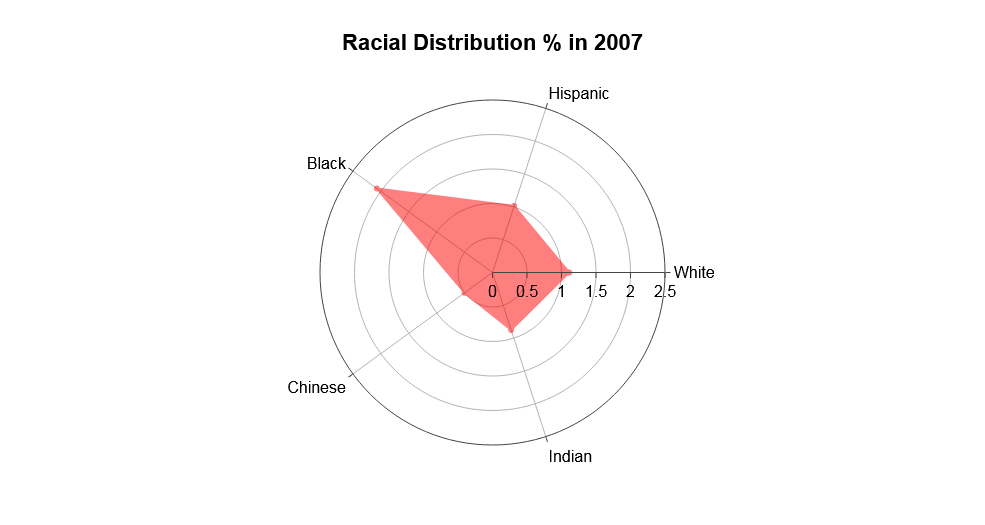 Racial Distribution % in 2007
Hispanic
Black
White
0 0.5 1 1.5 2 2.5
Chinese
Indian